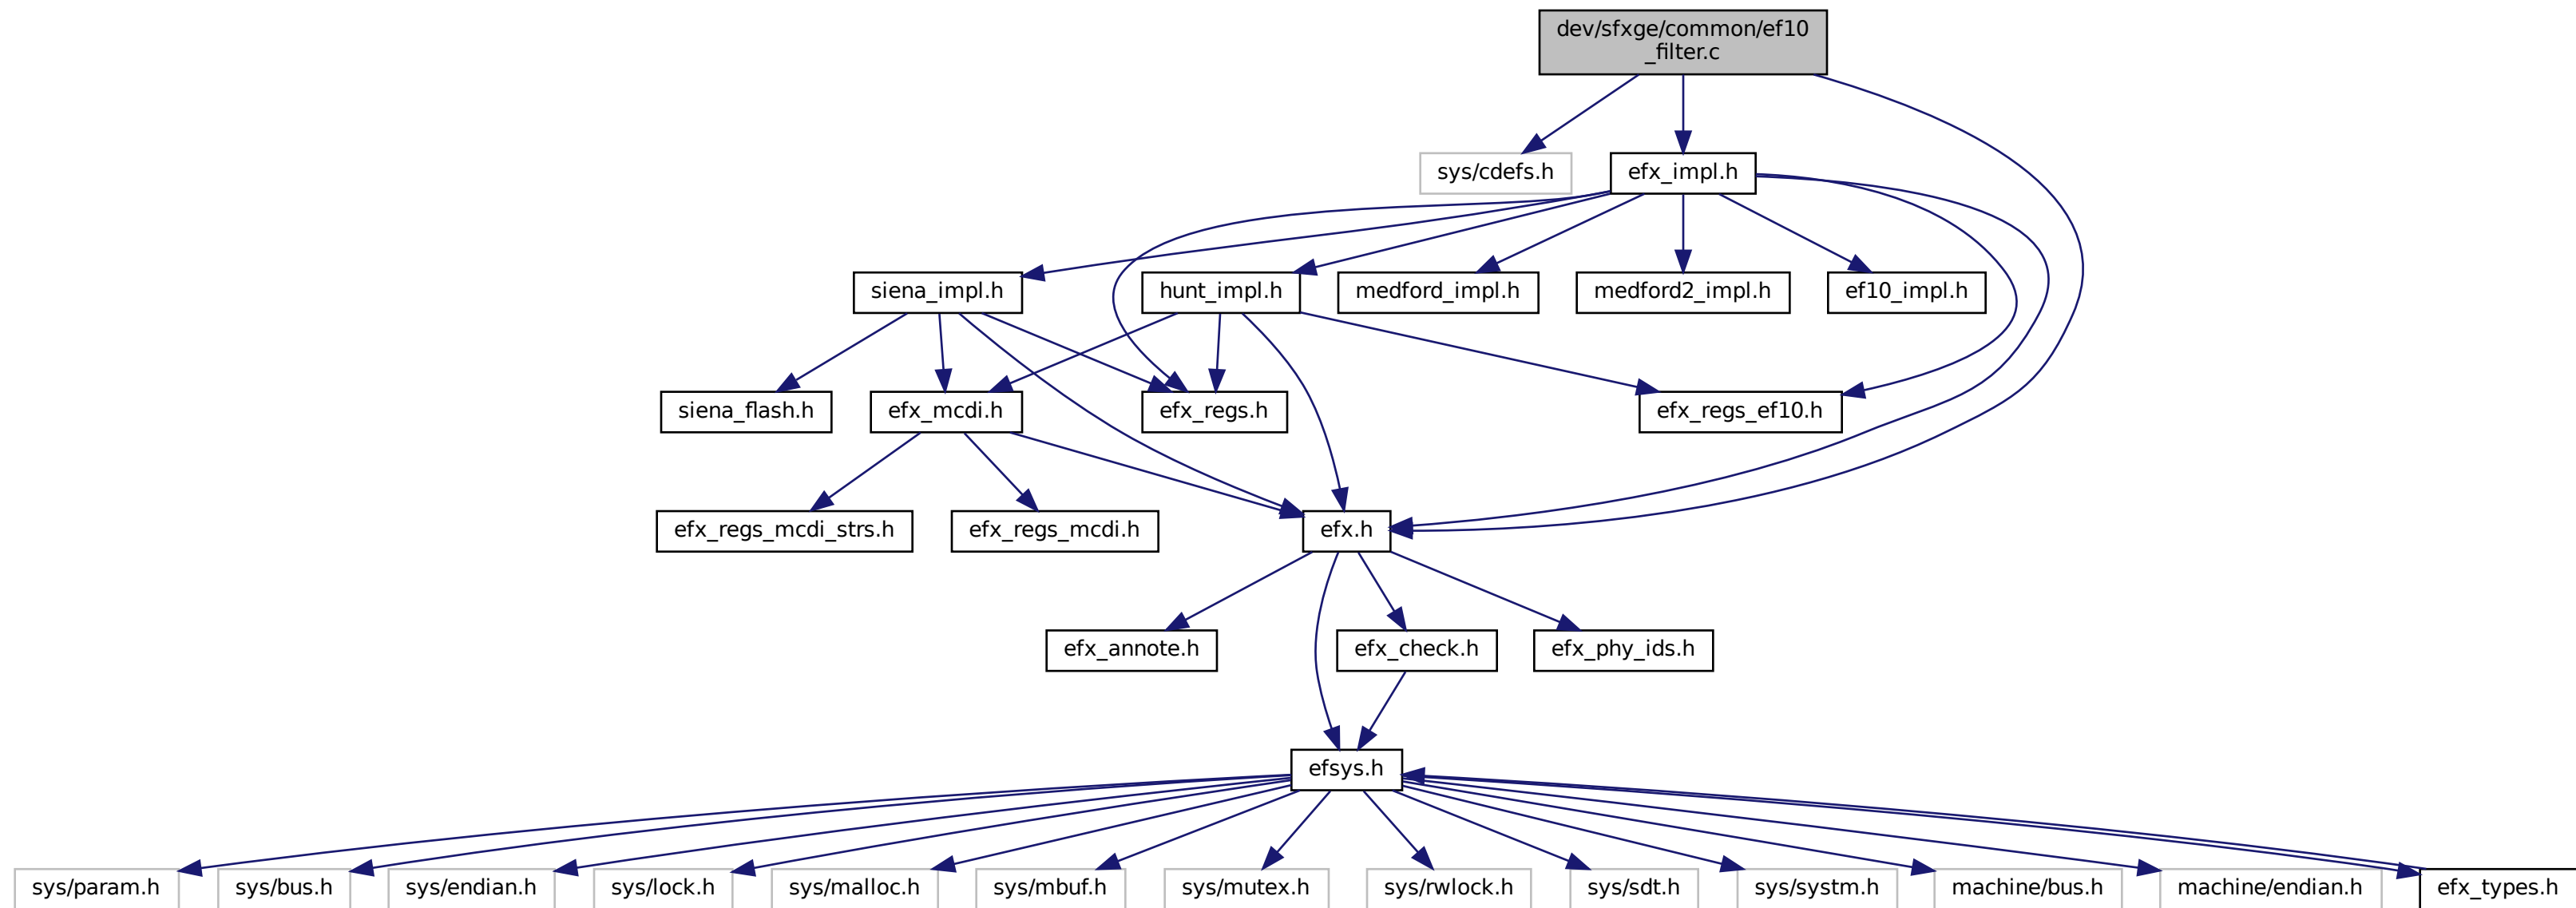 dev/sfxge/common/ef10
_filter.c
sys/cdefs.h
efx_impl.h
siena_impl.h
hunt_impl.h
medford_impl.h
medford2_impl.h
ef10_impl.h
siena_flash.h
efx_mcdi.h
efx_regs.h
efx_regs_ef10.h
efx_regs_mcdi_strs.h
efx_regs_mcdi.h
efx.h
efx_annote.h
efx_check.h
efx_phy_ids.h
efsys.h
sys/param.h
sys/bus.h
sys/endian.h
sys/lock.h
sys/malloc.h
sys/mbuf.h
sys/mutex.h
sys/rwlock.h
sys/sdt.h
sys/systm.h
machine/bus.h
machine/endian.h
efx_types.h